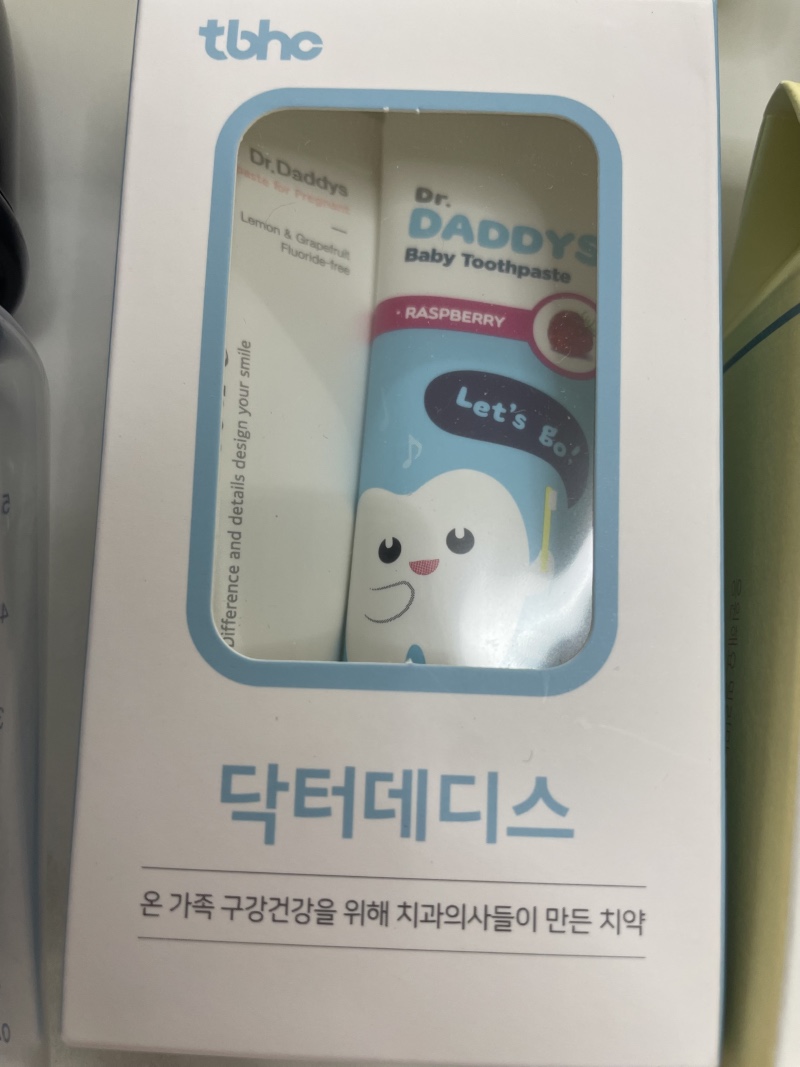 tbhc
Dr.Daddys
for Pregnant
Lemon & Grapefruit
Fluoride-free
Difference and details design your smile
Dr.
DADDYS
Baby Toothpaste
RASPBERRY
Let's go!
닥터데디스
온 가족 구강건강을 위해 치과의사들이 만든 치약